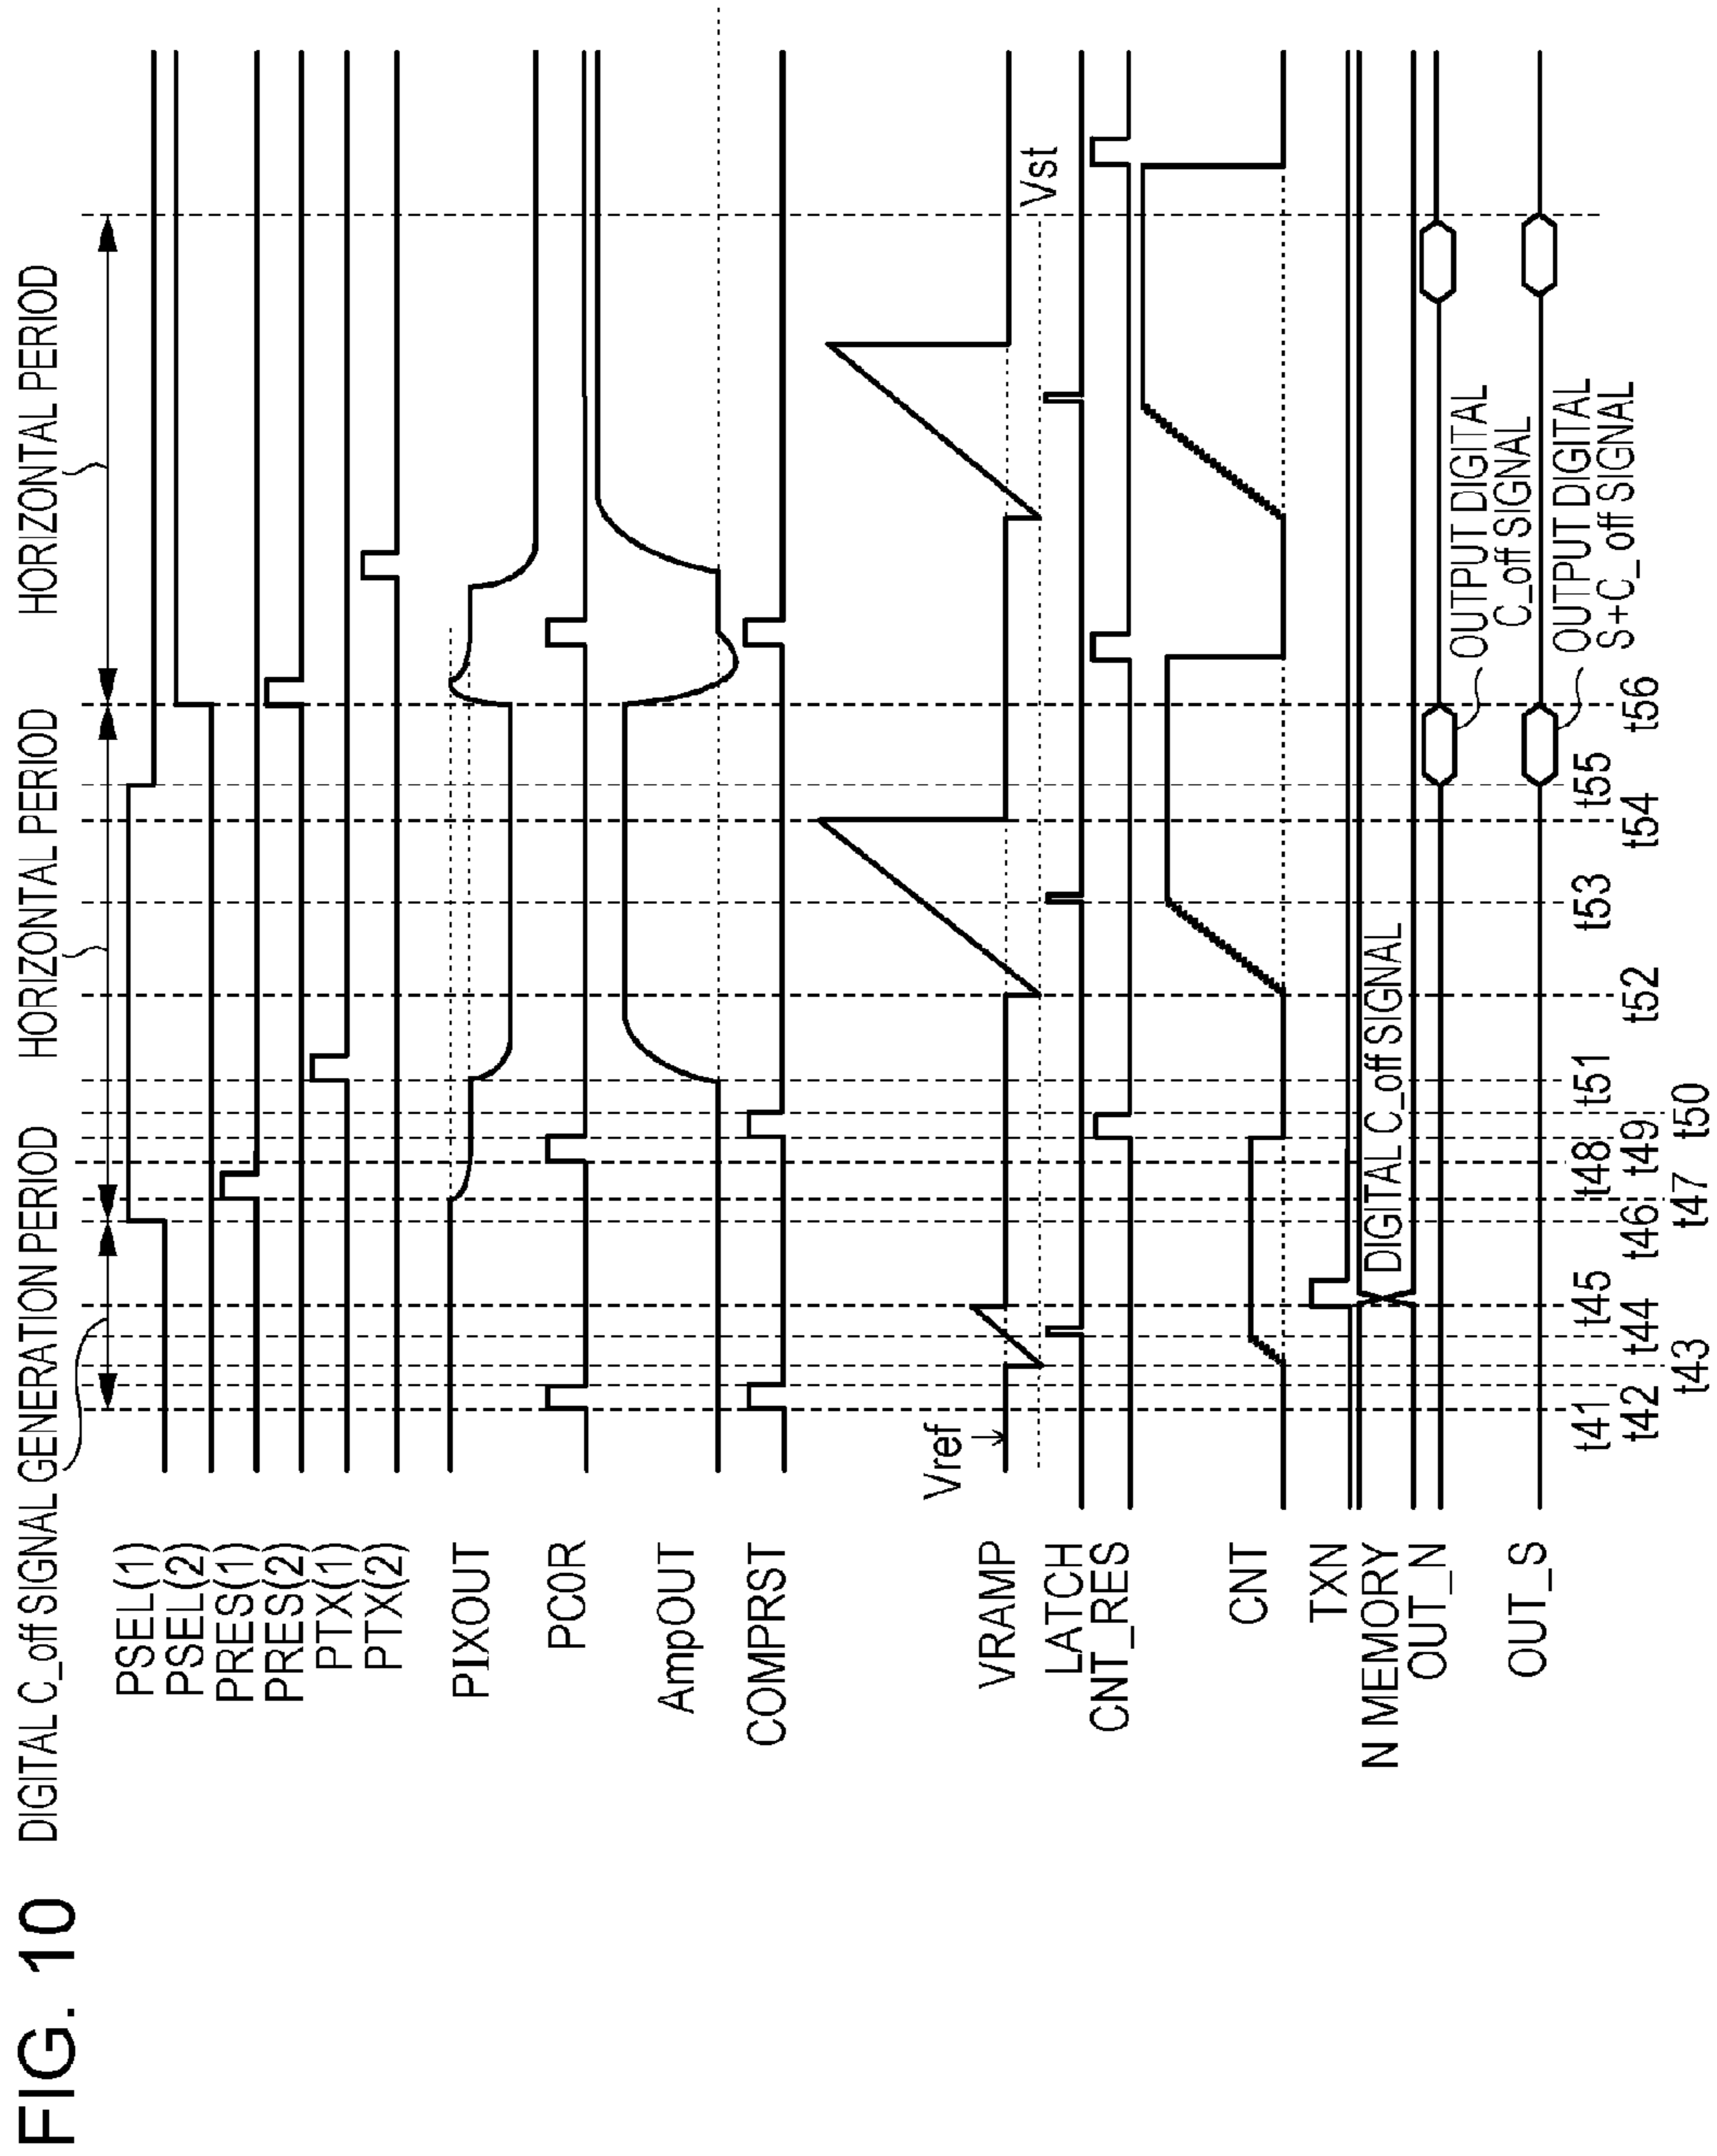 FIG. 10
DIGITAL C_off SIGNAL GENERATION PERIOD
HORIZONTAL PERIOD
HORIZONTAL PERIOD
PSEL(1)
PSEL(2)
PRES(1)
PRES(2)
PTX(1)
PTX(2)
PIXOUT
PC0R
AmpOUT
COMPRST
Vref
VRAMP
Vst
LATCH
CNT_RES
CNT
TXN
N MEMORY
DIGITAL C_off SIGNAL
OUT_N
OUTPUT DIGITAL
C_off SIGNAL
OUT_S
OUTPUT DIGITAL
S+C_off SIGNAL
t41
t42
t43
t44
t45
t46
t47
t48
t49
t50
t51
t52
t53
t54
t55
t56